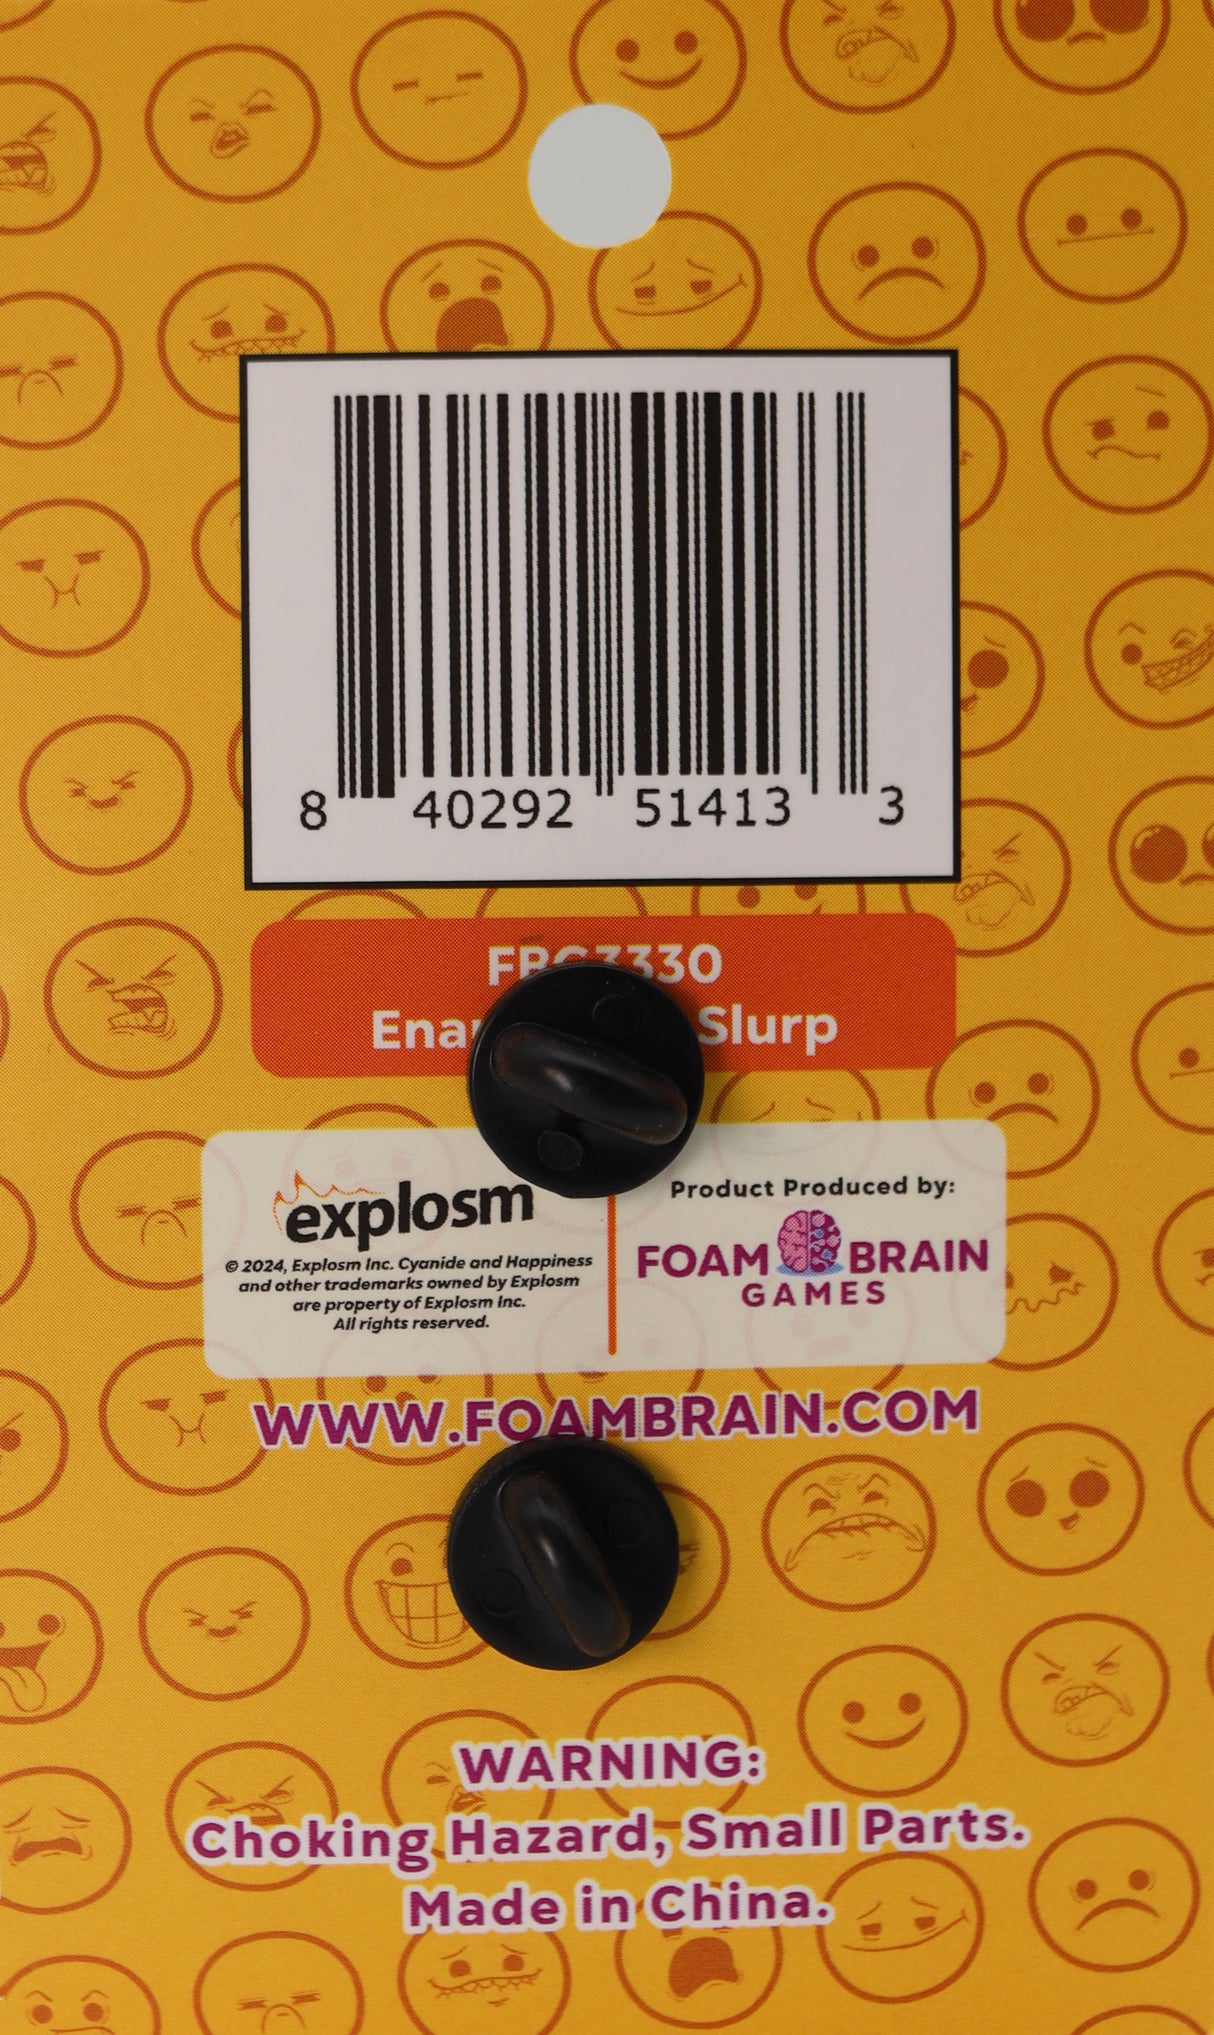 8 40292 51413 3
Slurp
explosm
Product Produced by:
© 2024, Explosm Inc. Cyanide and Happiness
and other trademarks owned by Explosm
are property of Explosm Inc.
All rights reserved.
FOAM BRAIN
GAMES
WWW.FOAMBRAIN.COM
WARNING:
Choking Hazard, Small Parts.
Made in China.